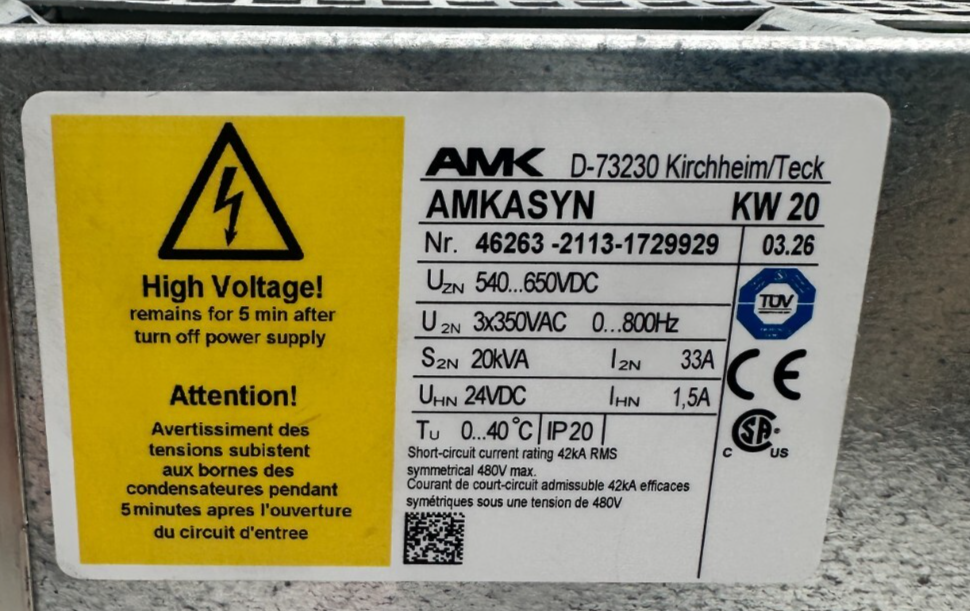 High Voltage!
remains for 5 min after
turn off power supply
Attention!
Avertissiment des
tensions subistent
aux bornes des
condensateures pendant
5 minutes apres l'ouverture
du circuit d'entree
AMK D-73230 Kirchheim/Teck
AMKASYN KW 20
Nr. 46263 -2113-1729929 03.26
UZN 540...650VDC
U2N 3x350VAC 0...800Hz
S2N 20kVA I2N 33A
UHN 24VDC IHN 1,5A
TU 0...40°C IP20
Short-circuit current rating 42kA RMS
symmetrical 480V max.
Courant de court-circuit admissible 42kA efficaces
symétriques sous une tension de 480V
TÜV
CE
C SA US